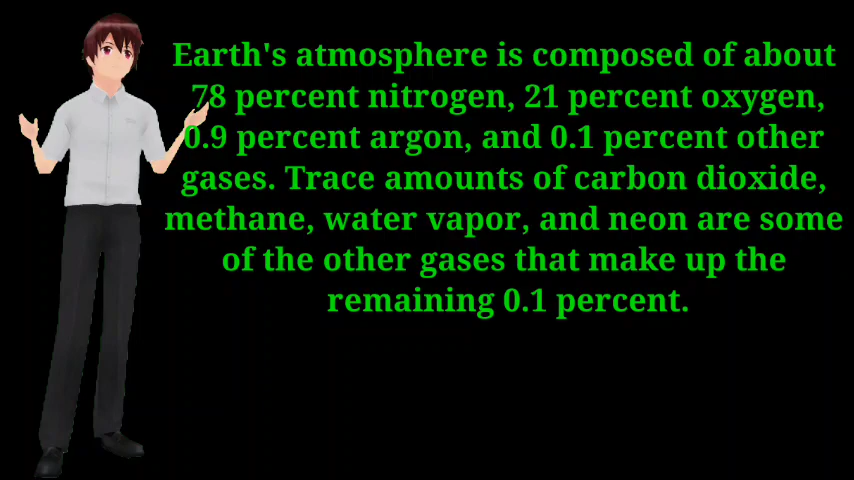 Earth's atmosphere is composed of about
78 percent nitrogen, 21 percent oxygen,
0.9 percent argon, and 0.1 percent other
gases. Trace amounts of carbon dioxide,
methane, water vapor, and neon are some
of the other gases that make up the
remaining 0.1 percent.